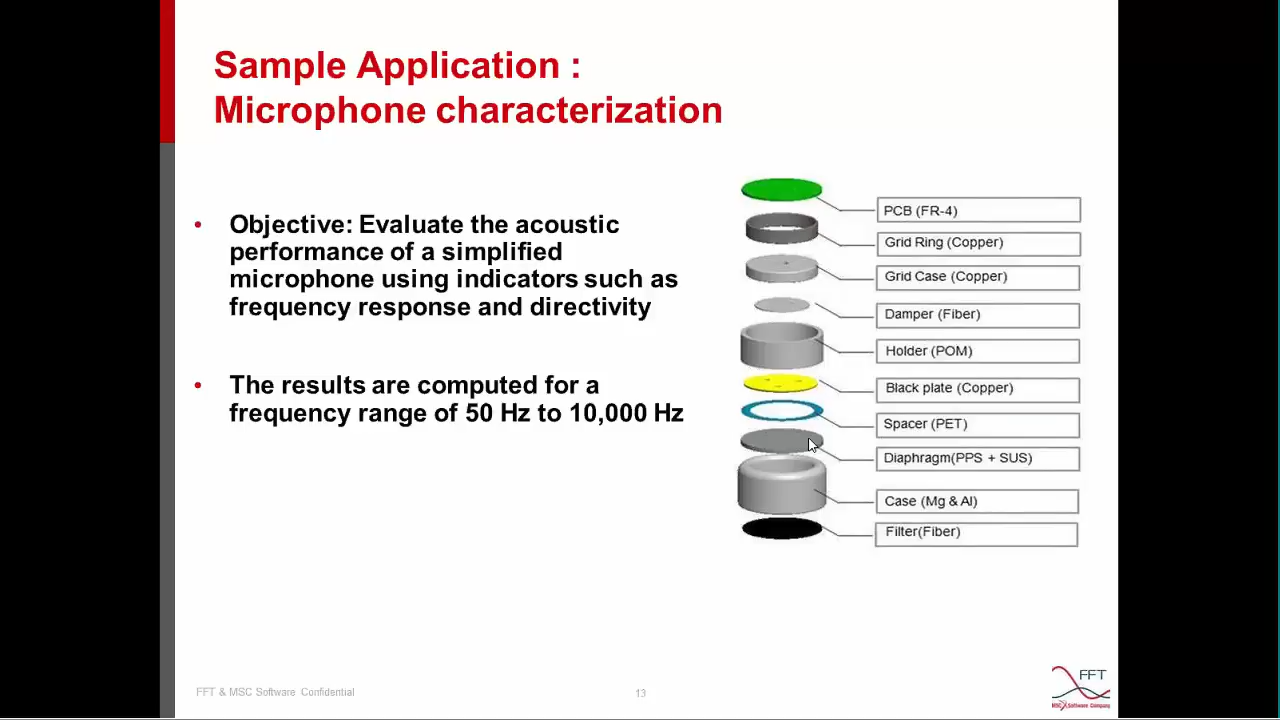 Sample Application :
Microphone characterization
• Objective: Evaluate the acoustic
performance of a simplified
microphone using indicators such as
frequency response and directivity
• The results are computed for a
frequency range of 50 Hz to 10,000 Hz
PCB (FR-4)
Grid Ring (Copper)
Grid Case (Copper)
Damper (Fiber)
Holder (POM)
Black plate (Copper)
Spacer (PET)
Diaphragm(PPS + SUS)
Case (Mg & Al)
Filter(Fiber)
FFT & MSC Software Confidential
13
FFT
MSC Software Company